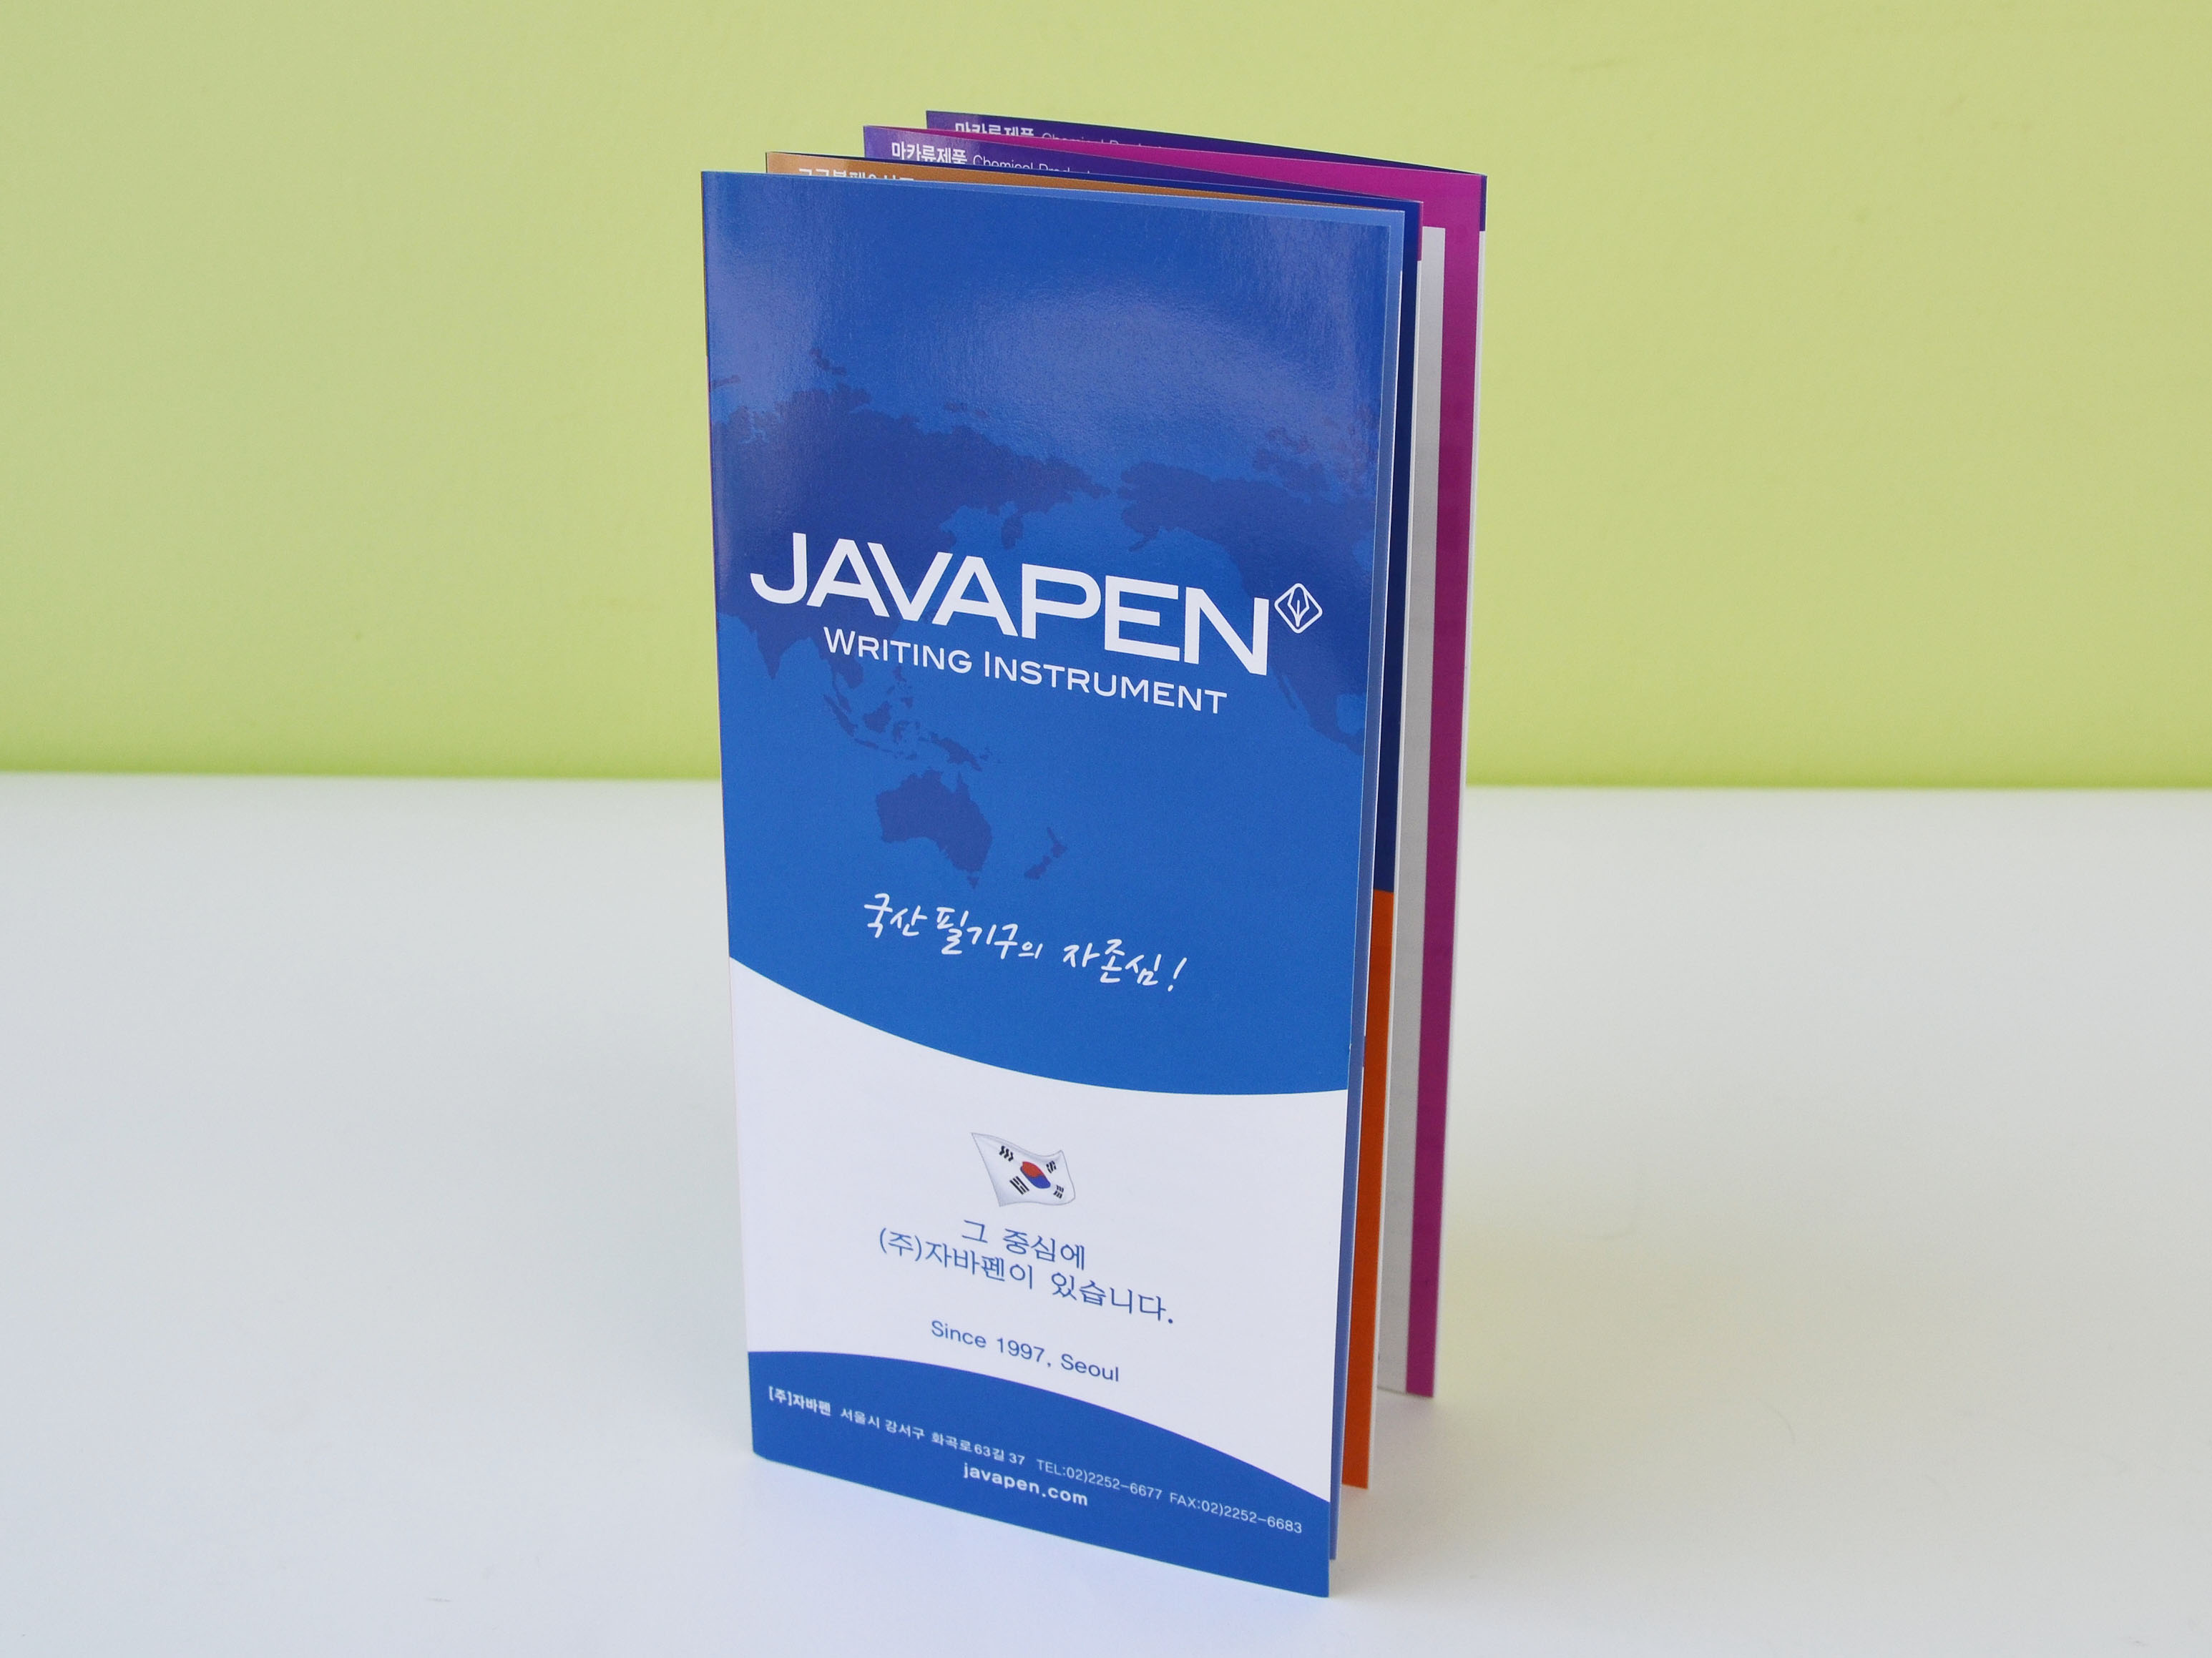 마카류제품
마카류제품 Chemical
JAVAPEN
WRITING INSTRUMENT
국산 필기구의 자존심!
그 중심에
(주)자바펜이 있습니다.
Since 1997, Seoul
[주]자바펜 서울시 강서구 화곡로63길 37 TEL:02)2252-6677 FAX:02)2252-6683
javapen.com